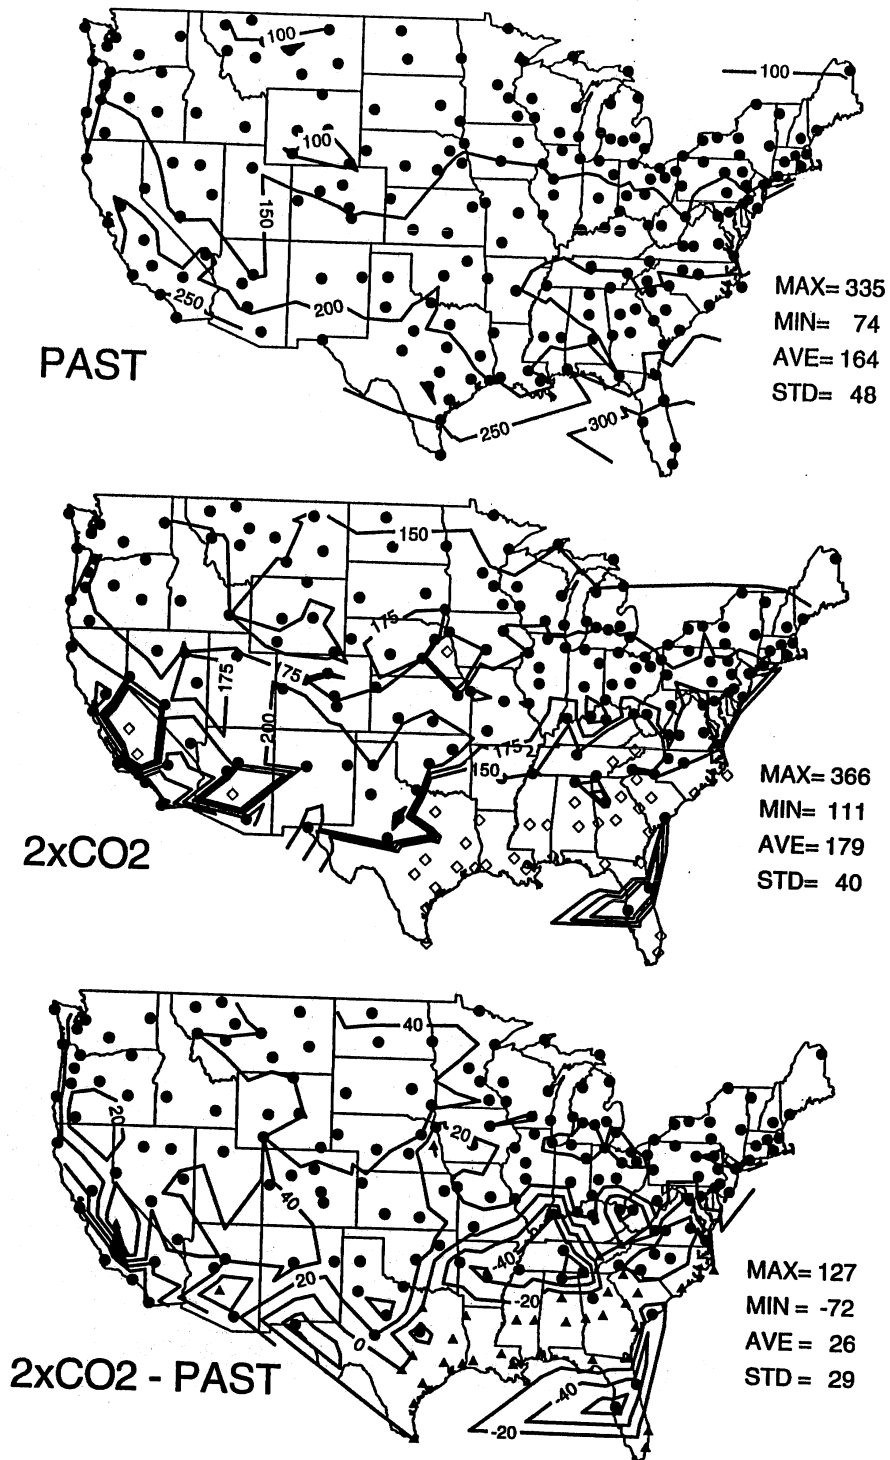 100
100
100
150
250
200
250
300
PAST
MAX= 335
MIN= 74
AVE= 164
STD= 48
150
175
175
175
200
175
150
2xCO2
MAX= 366
MIN= 111
AVE= 179
STD= 40
40
20
20
40
-40
20
-20
0
-40
-20
2xCO2 - PAST
MAX= 127
MIN = -72
AVE = 26
STD = 29